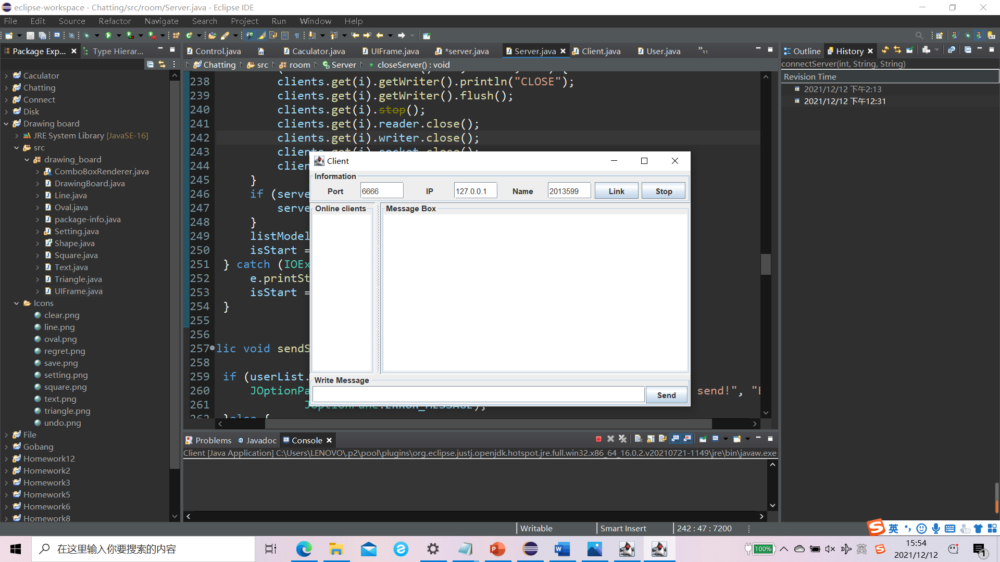 eclipse-workspace - Chatting/src/room/Server.java - Eclipse IDE
File Edit Source Refactor Navigate Search Project Run Window Help
Package Exp... Type Hierar...
Caculator
Chatting
Connect
Disk
Drawing board
JRE System Library [JavaSE-16]
src
drawing_board
ComboBoxRenderer.java
DrawingBoard.java
Line.java
Oval.java
package-info.java
Setting.java
Shape.java
Square.java
Text.java
Triangle.java
UIFrame.java
Icons
clear.png
line.png
oval.png
regret.png
save.png
setting.png
square.png
text.png
triangle.png
undo.png
File
Gobang
Homework12
Homework2
Homework3
Homework5
Homework6
Homework8
Control.java Caculator.java UIFrame.java *server.java Server.java Client.java User.java »31
Chatting src room Server closeServer() : void
238 clients.get(i).getWriter().println("CLOSE");
239 clients.get(i).getWriter().flush();
240 clients.get(i).stop();
241 clients.get(i).reader.close();
242 clients.get(i).writer.close();
243 clients.get(i).socket.close();
244 clien
245 }
246 if (serve
247 serve
248 }
249 listModel
250 isStart =
251 } catch (IOEx
252 e.printSt
253 isStart =
254 }
255
256
257 lic void sendS
258
259 if (userList.
260 JOptionPa send!", "E
261 JOptionPane.ERROR_MESSAGE);
262 }else {
Client
Information
Port 6666 IP 127.0.0.1 Name 2013599 Link Stop
Online clients Message Box
Write Message
Send
Problems Javadoc Console
Client [Java Application] C:\Users\LENOVO\.p2\pool\plugins\org.eclipse.justj.openjdk.hotspot.jre.full.win32.x86_64_16.0.2.v20210721-1149\jre\bin\javaw.exe
Outline History
connectServer(int, String, String)
Revision Time
2021/12/12 下午2:13
2021/12/12 下午12:31
Writable Smart Insert 242 : 47 : 7200
英
在这里输入你要搜索的内容
100%
英
15:54
2021/12/12
1